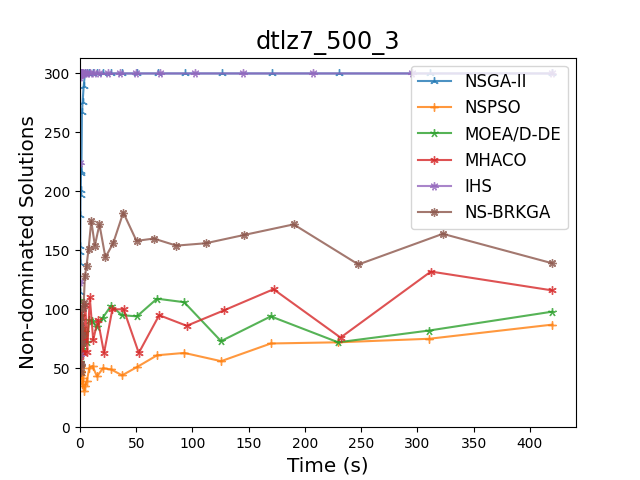 dtlz7_500_3
Non-dominated Solutions
300
250
200
150
100
50
0
0 50 100 150 200 250 300 350 400
Time (s)
NSGA-II
NSPSO
MOEA/D-DE
MHACO
IHS
NS-BRKGA